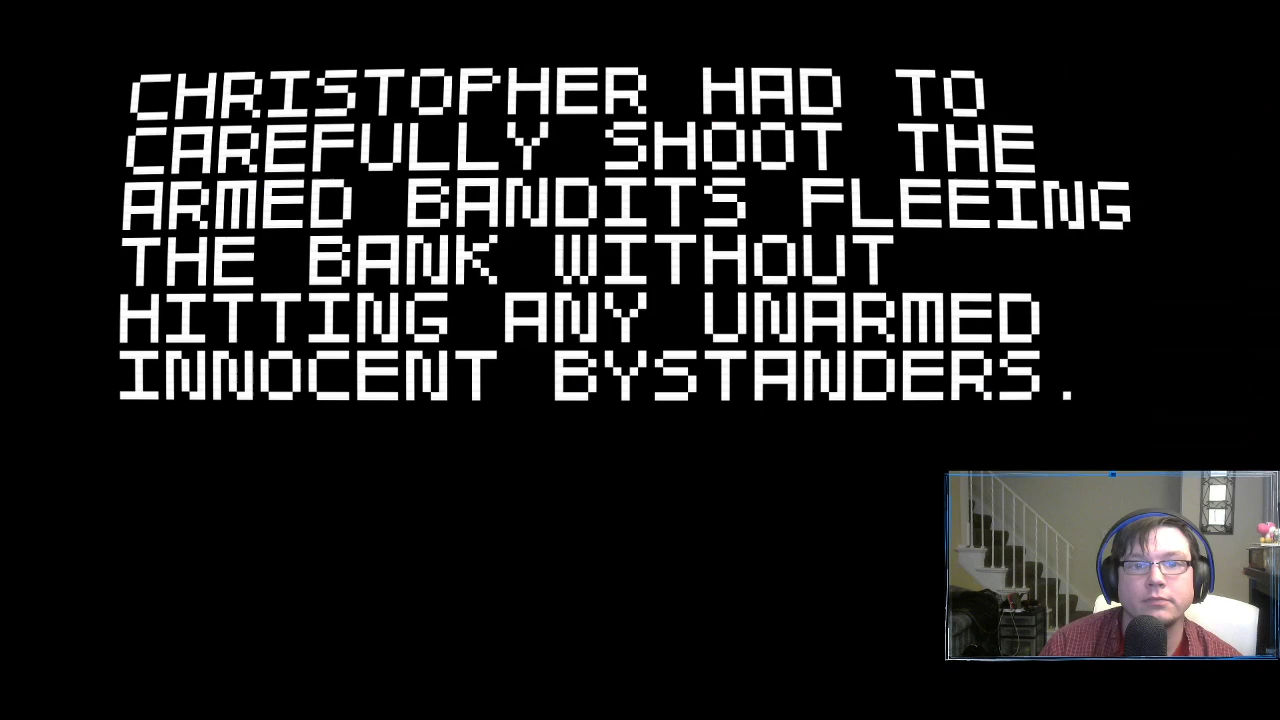 CHRISTOPHER HAD TO
CAREFULLY SHOOT THE
ARMED BANDITS FLEEING
THE BANK WITHOUT
HITTING ANY UNARMED
INNOCENT BYSTANDERS.